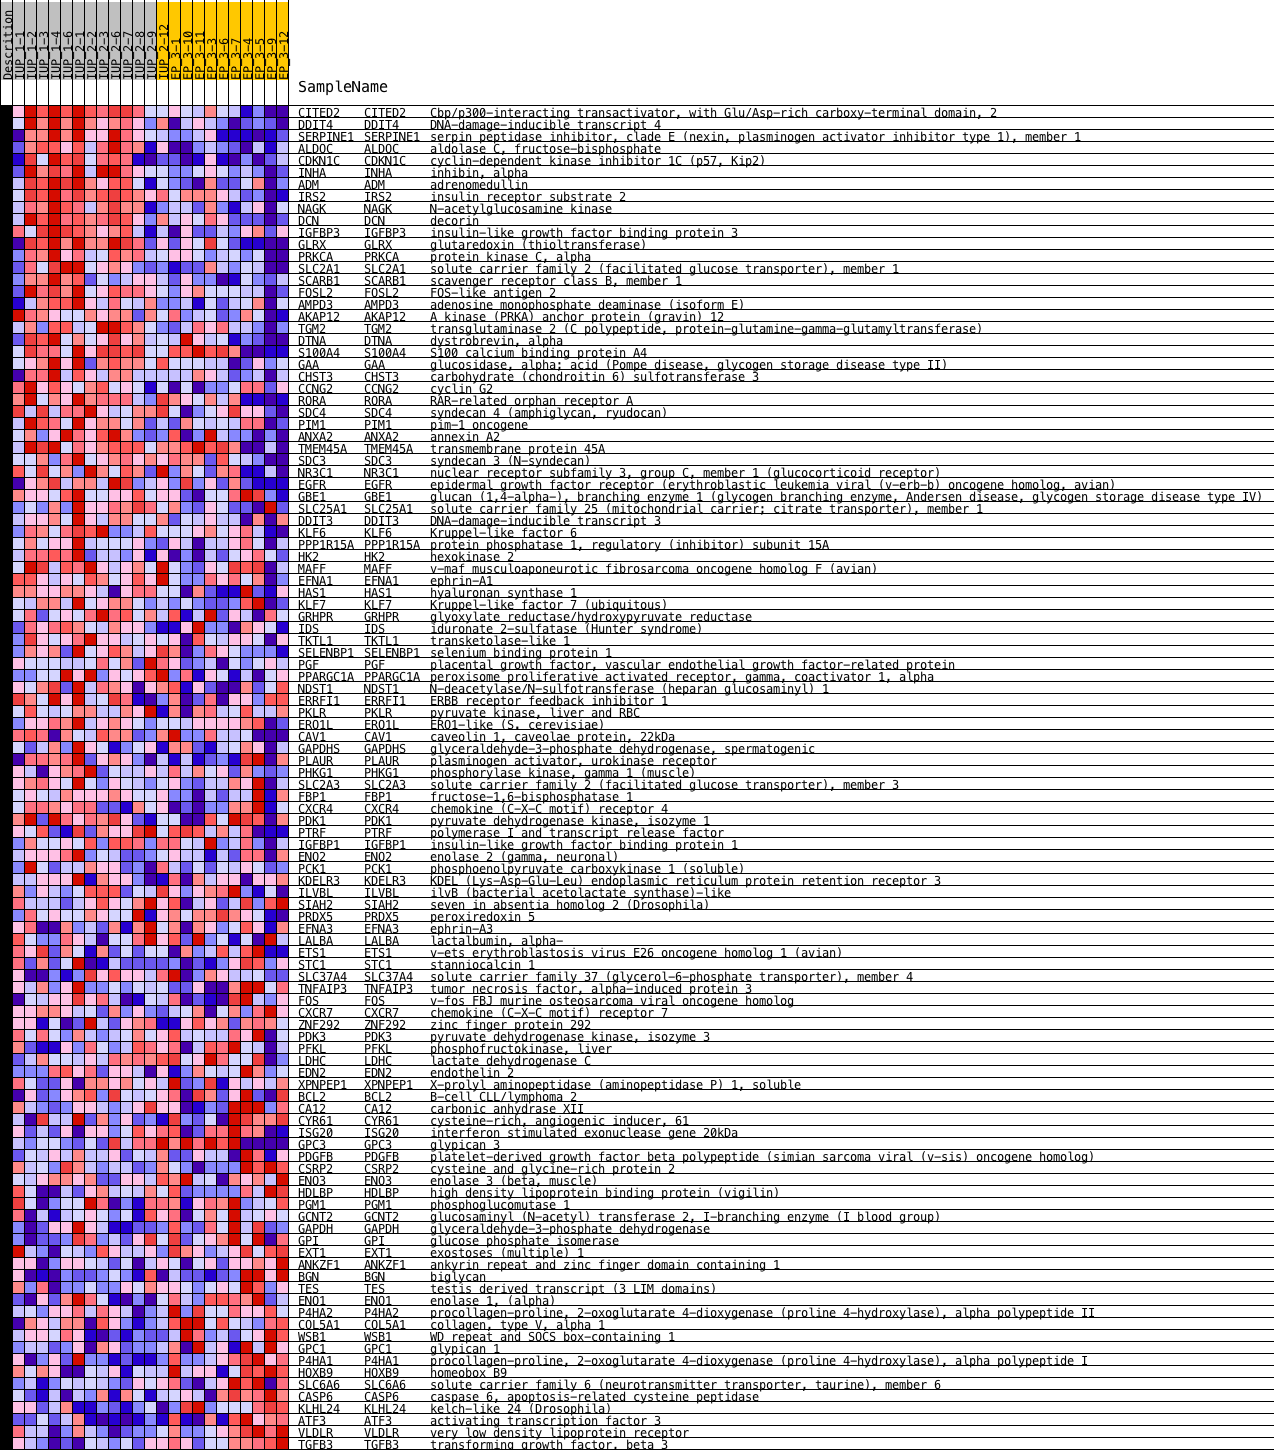 Descrition
IUP_1-1
IUP_1-2
IUP_1-3
IUP_1-4
IUP_1-6
IUP_2-1
IUP_2-2
IUP_2-3
IUP_2-6
IUP_2-7
IUP_2-8
IUP_2-9
IUP_2-12
EP_3-1
EP_3-10
EP_3-11
EP_3-3
EP_3-6
EP_3-7
EP_3-4
EP_3-5
EP_3-9
EP_3-12
SampleName
CITED2 CITED2 Cbp/p300-interacting transactivator, with Glu/Asp-rich carboxy-terminal domain, 2
DDIT4 DDIT4 DNA-damage-inducible transcript 4
SERPINE1 SERPINE1 serpin peptidase inhibitor, clade E (nexin, plasminogen activator inhibitor type 1), member 1
ALDOC ALDOC aldolase C, fructose-bisphosphate
CDKN1C CDKN1C cyclin-dependent kinase inhibitor 1C (p57, Kip2)
INHA INHA inhibin, alpha
ADM ADM adrenomedullin
IRS2 IRS2 insulin receptor substrate 2
NAGK NAGK N-acetylglucosamine kinase
DCN DCN decorin
IGFBP3 IGFBP3 insulin-like growth factor binding protein 3
GLRX GLRX glutaredoxin (thioltransferase)
PRKCA PRKCA protein kinase C, alpha
SLC2A1 SLC2A1 solute carrier family 2 (facilitated glucose transporter), member 1
SCARB1 SCARB1 scavenger receptor class B, member 1
FOSL2 FOSL2 FOS-like antigen 2
AMPD3 AMPD3 adenosine monophosphate deaminase (isoform E)
AKAP12 AKAP12 A kinase (PRKA) anchor protein (gravin) 12
TGM2 TGM2 transglutaminase 2 (C polypeptide, protein-glutamine-gamma-glutamyltransferase)
DTNA DTNA dystrobrevin, alpha
S100A4 S100A4 S100 calcium binding protein A4
GAA GAA glucosidase, alpha; acid (Pompe disease, glycogen storage disease type II)
CHST3 CHST3 carbohydrate (chondroitin 6) sulfotransferase 3
CCNG2 CCNG2 cyclin G2
RORA RORA RAR-related orphan receptor A
SDC4 SDC4 syndecan 4 (amphiglycan, ryudocan)
PIM1 PIM1 pim-1 oncogene
ANXA2 ANXA2 annexin A2
TMEM45A TMEM45A transmembrane protein 45A
SDC3 SDC3 syndecan 3 (N-syndecan)
NR3C1 NR3C1 nuclear receptor subfamily 3, group C, member 1 (glucocorticoid receptor)
EGFR EGFR epidermal growth factor receptor (erythroblastic leukemia viral (v-erb-b) oncogene homolog, avian)
GBE1 GBE1 glucan (1,4-alpha-), branching enzyme 1 (glycogen branching enzyme, Andersen disease, glycogen storage disease type IV)
SLC25A1 SLC25A1 solute carrier family 25 (mitochondrial carrier; citrate transporter), member 1
DDIT3 DDIT3 DNA-damage-inducible transcript 3
KLF6 KLF6 Kruppel-like factor 6
PPP1R15A PPP1R15A protein phosphatase 1, regulatory (inhibitor) subunit 15A
HK2 HK2 hexokinase 2
MAFF MAFF v-maf musculoaponeurotic fibrosarcoma oncogene homolog F (avian)
EFNA1 EFNA1 ephrin-A1
HAS1 HAS1 hyaluronan synthase 1
KLF7 KLF7 Kruppel-like factor 7 (ubiquitous)
GRHPR GRHPR glyoxylate reductase/hydroxypyruvate reductase
IDS IDS iduronate 2-sulfatase (Hunter syndrome)
TKTL1 TKTL1 transketolase-like 1
SELENBP1 SELENBP1 selenium binding protein 1
PGF PGF placental growth factor, vascular endothelial growth factor-related protein
PPARGC1A PPARGC1A peroxisome proliferative activated receptor, gamma, coactivator 1, alpha
NDST1 NDST1 N-deacetylase/N-sulfotransferase (heparan glucosaminyl) 1
ERRFI1 ERRFI1 ERBB receptor feedback inhibitor 1
PKLR PKLR pyruvate kinase, liver and RBC
ERO1L ERO1L ERO1-like (S. cerevisiae)
CAV1 CAV1 caveolin 1, caveolae protein, 22kDa
GAPDHS GAPDHS glyceraldehyde-3-phosphate dehydrogenase, spermatogenic
PLAUR PLAUR plasminogen activator, urokinase receptor
PHKG1 PHKG1 phosphorylase kinase, gamma 1 (muscle)
SLC2A3 SLC2A3 solute carrier family 2 (facilitated glucose transporter), member 3
FBP1 FBP1 fructose-1,6-bisphosphatase 1
CXCR4 CXCR4 chemokine (C-X-C motif) receptor 4
PDK1 PDK1 pyruvate dehydrogenase kinase, isozyme 1
PTRF PTRF polymerase I and transcript release factor
IGFBP1 IGFBP1 insulin-like growth factor binding protein 1
ENO2 ENO2 enolase 2 (gamma, neuronal)
PCK1 PCK1 phosphoenolpyruvate carboxykinase 1 (soluble)
KDELR3 KDELR3 KDEL (Lys-Asp-Glu-Leu) endoplasmic reticulum protein retention receptor 3
ILVBL ILVBL ilvB (bacterial acetolactate synthase)-like
SIAH2 SIAH2 seven in absentia homolog 2 (Drosophila)
PRDX5 PRDX5 peroxiredoxin 5
EFNA3 EFNA3 ephrin-A3
LALBA LALBA lactalbumin, alpha-
ETS1 ETS1 v-ets erythroblastosis virus E26 oncogene homolog 1 (avian)
STC1 STC1 stanniocalcin 1
SLC37A4 SLC37A4 solute carrier family 37 (glycerol-6-phosphate transporter), member 4
TNFAIP3 TNFAIP3 tumor necrosis factor, alpha-induced protein 3
FOS FOS v-fos FBJ murine osteosarcoma viral oncogene homolog
CXCR7 CXCR7 chemokine (C-X-C motif) receptor 7
ZNF292 ZNF292 zinc finger protein 292
PDK3 PDK3 pyruvate dehydrogenase kinase, isozyme 3
PFKL PFKL phosphofructokinase, liver
LDHC LDHC lactate dehydrogenase C
EDN2 EDN2 endothelin 2
XPNPEP1 XPNPEP1 X-prolyl aminopeptidase (aminopeptidase P) 1, soluble
BCL2 BCL2 B-cell CLL/lymphoma 2
CA12 CA12 carbonic anhydrase XII
CYR61 CYR61 cysteine-rich, angiogenic inducer, 61
ISG20 ISG20 interferon stimulated exonuclease gene 20kDa
GPC3 GPC3 glypican 3
PDGFB PDGFB platelet-derived growth factor beta polypeptide (simian sarcoma viral (v-sis) oncogene homolog)
CSRP2 CSRP2 cysteine and glycine-rich protein 2
ENO3 ENO3 enolase 3 (beta, muscle)
HDLBP HDLBP high density lipoprotein binding protein (vigilin)
PGM1 PGM1 phosphoglucomutase 1
GCNT2 GCNT2 glucosaminyl (N-acetyl) transferase 2, I-branching enzyme (I blood group)
GAPDH GAPDH glyceraldehyde-3-phosphate dehydrogenase
GPI GPI glucose phosphate isomerase
EXT1 EXT1 exostoses (multiple) 1
ANKZF1 ANKZF1 ankyrin repeat and zinc finger domain containing 1
BGN BGN biglycan
TES TES testis derived transcript (3 LIM domains)
ENO1 ENO1 enolase 1, (alpha)
P4HA2 P4HA2 procollagen-proline, 2-oxoglutarate 4-dioxygenase (proline 4-hydroxylase), alpha polypeptide II
COL5A1 COL5A1 collagen, type V, alpha 1
WSB1 WSB1 WD repeat and SOCS box-containing 1
GPC1 GPC1 glypican 1
P4HA1 P4HA1 procollagen-proline, 2-oxoglutarate 4-dioxygenase (proline 4-hydroxylase), alpha polypeptide I
HOXB9 HOXB9 homeobox B9
SLC6A6 SLC6A6 solute carrier family 6 (neurotransmitter transporter, taurine), member 6
CASP6 CASP6 caspase 6, apoptosis-related cysteine peptidase
KLHL24 KLHL24 kelch-like 24 (Drosophila)
ATF3 ATF3 activating transcription factor 3
VLDLR VLDLR very low density lipoprotein receptor
TGFB3 TGFB3 transforming growth factor, beta 3